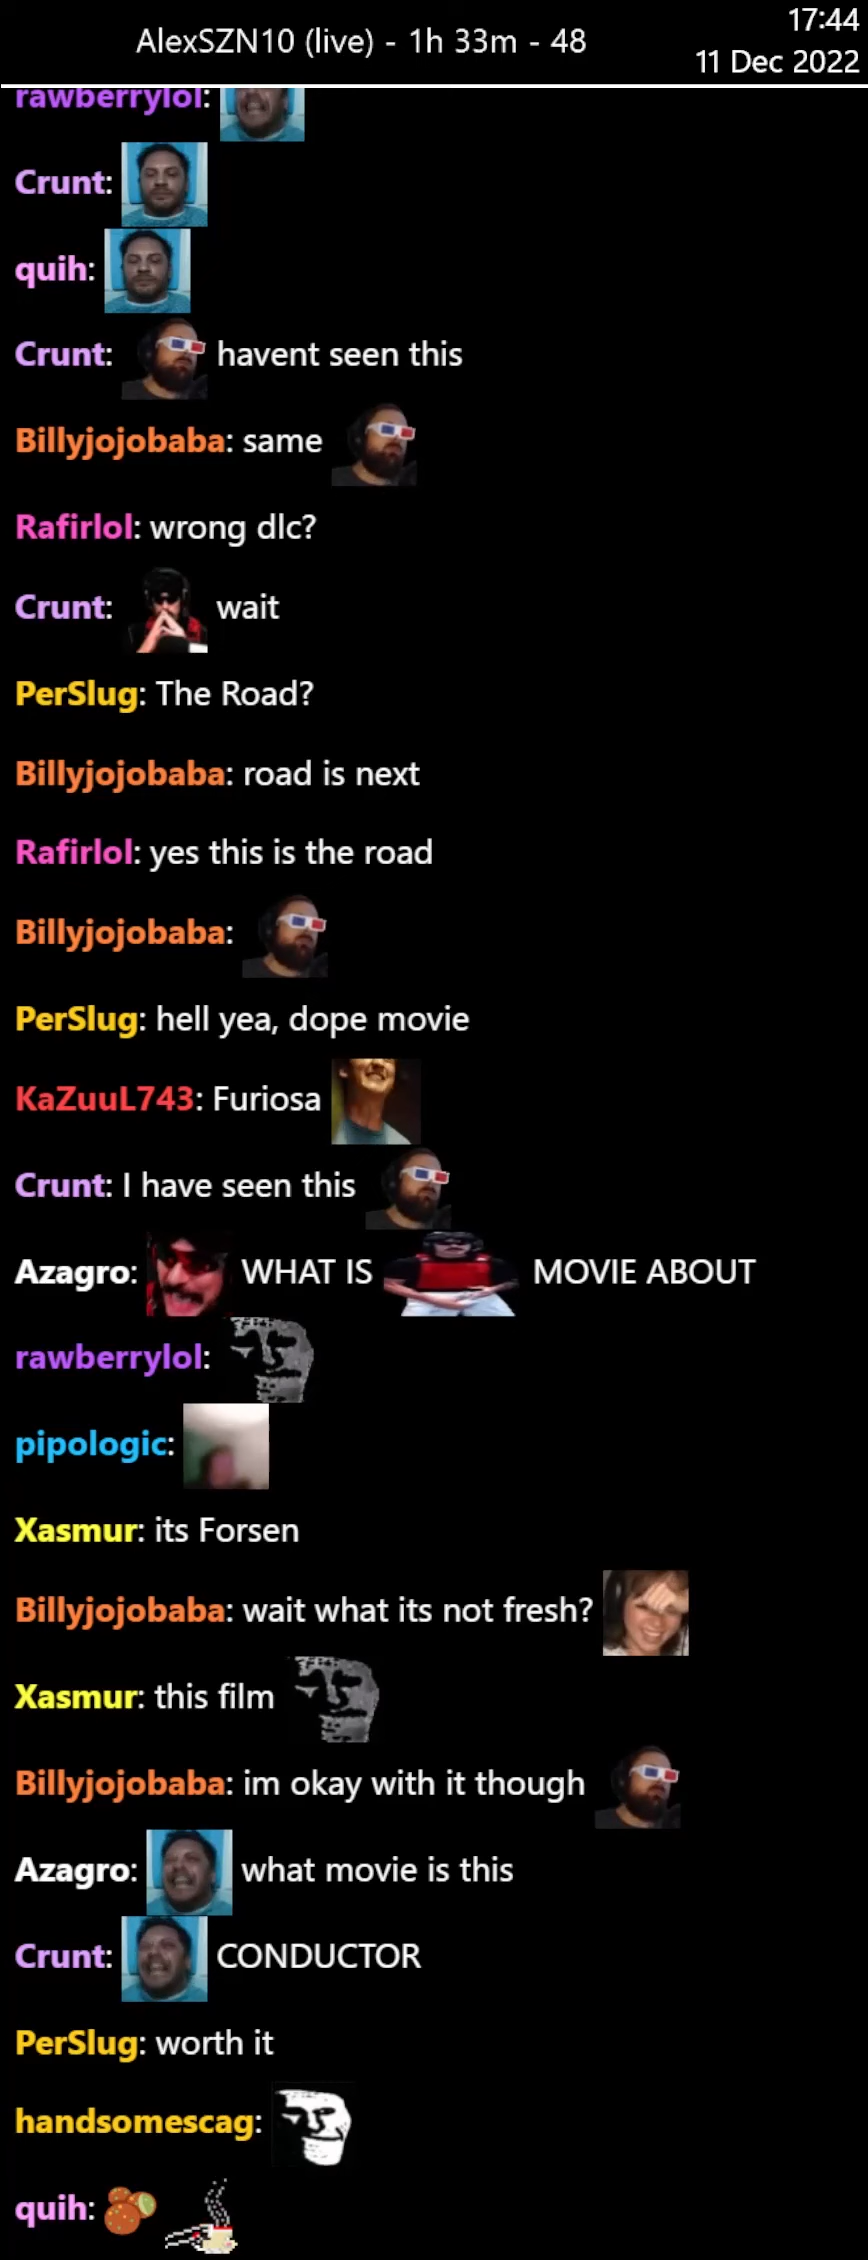 AlexSZN10 (live) - 1h 33m - 48
17:44
11 Dec 2022
rawberrylol:
Crunt:
quih:
Crunt: havent seen this
Billyjojobaba: same
Rafirlol: wrong dlc?
Crunt: wait
PerSlug: The Road?
Billyjojobaba: road is next
Rafirlol: yes this is the road
Billyjojobaba:
PerSlug: hell yea, dope movie
KaZuuL743: Furiosa
Crunt: I have seen this
Azagro: WHAT IS MOVIE ABOUT
rawberrylol:
pipologic:
Xasmur: its Forsen
Billyjojobaba: wait what its not fresh?
Xasmur: this film
Billyjojobaba: im okay with it though
Azagro: what movie is this
Crunt: CONDUCTOR
PerSlug: worth it
handsomescag:
quih: